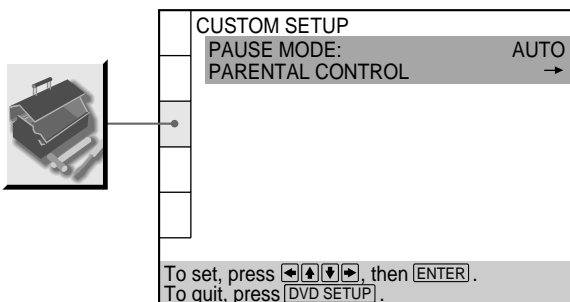 CUSTOM SETUP
PAUSE MODE: AUTO
PARENTAL CONTROL →
To set, press ←↑↓→, then ENTER.
To quit, press DVD SETUP.